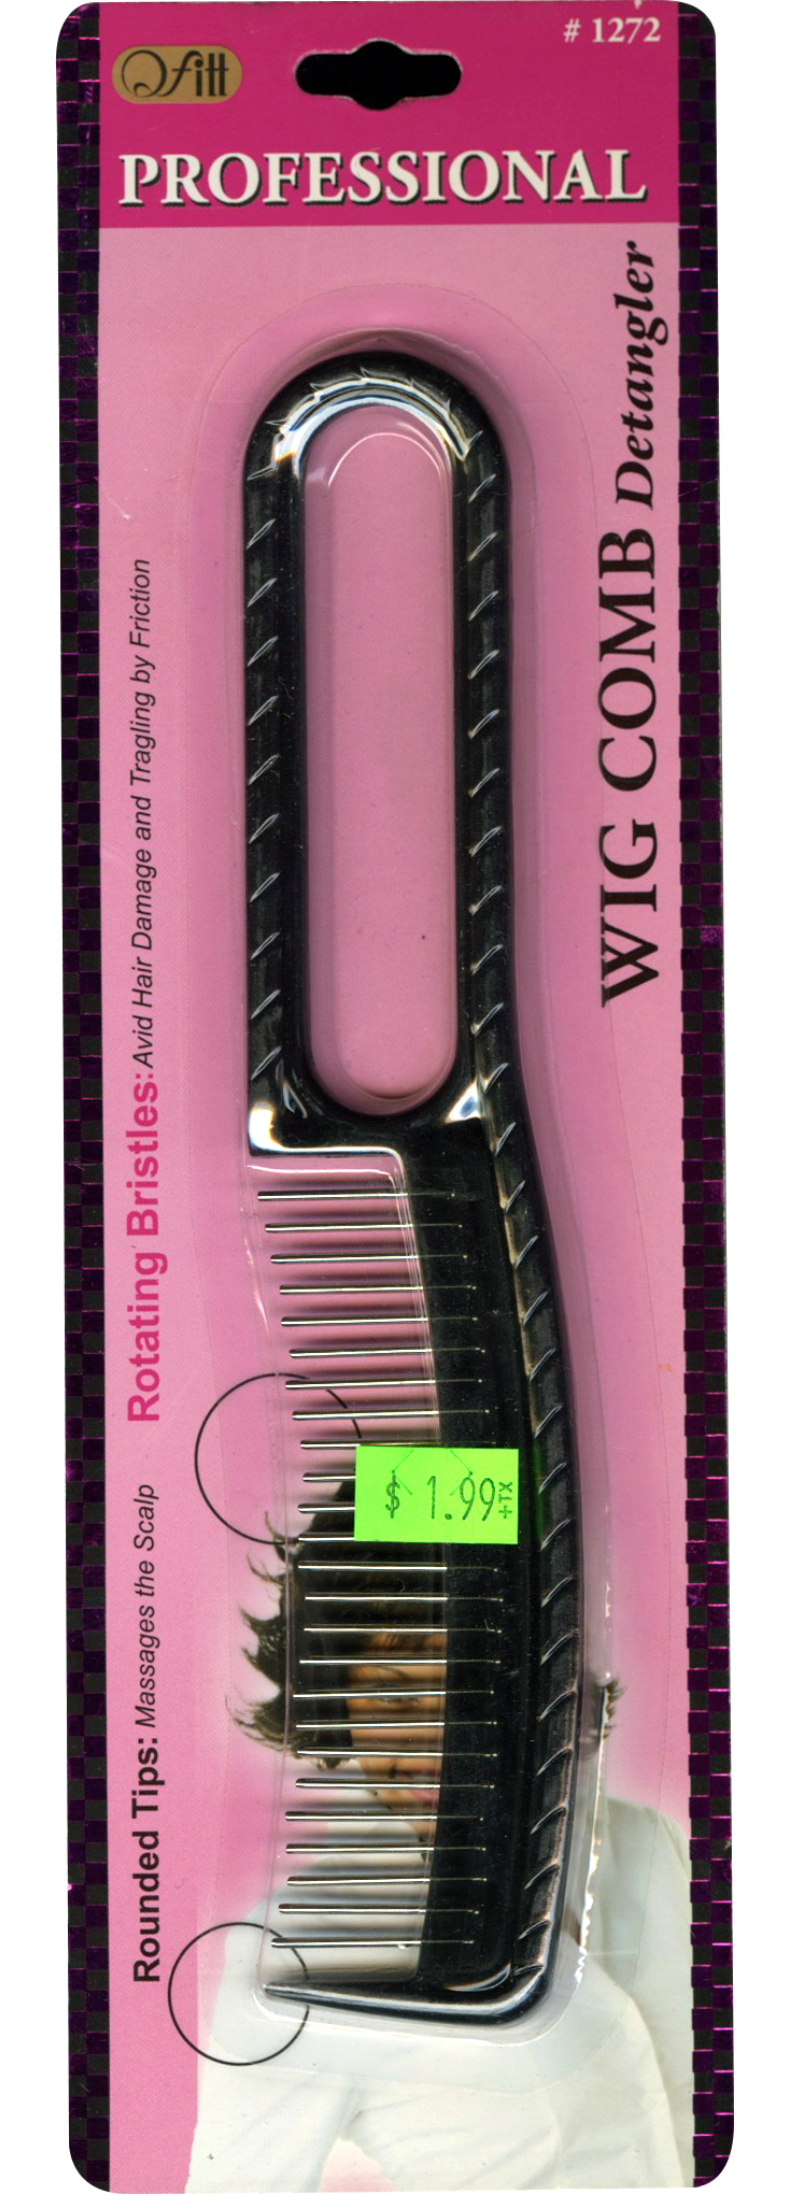 Qfitt
# 1272
PROFESSIONAL
WIG COMB Detangler
Rotating Bristles: Avid Hair Damage and Tragling by Friction
Rounded Tips: Massages the Scalp
$ 1.99+TX